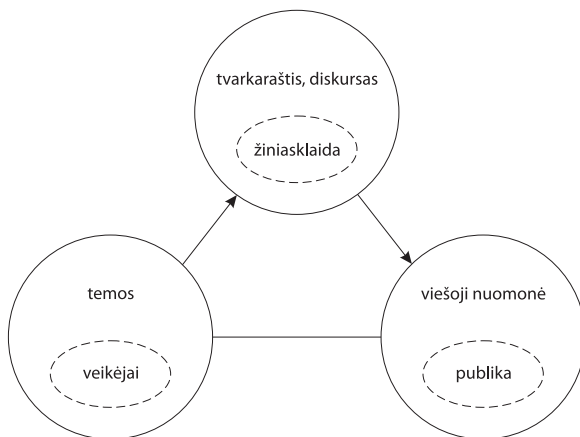 tvarkaraštis, diskursas
žiniasklaida
temos
veikėjai
viešoji nuomonė
publika